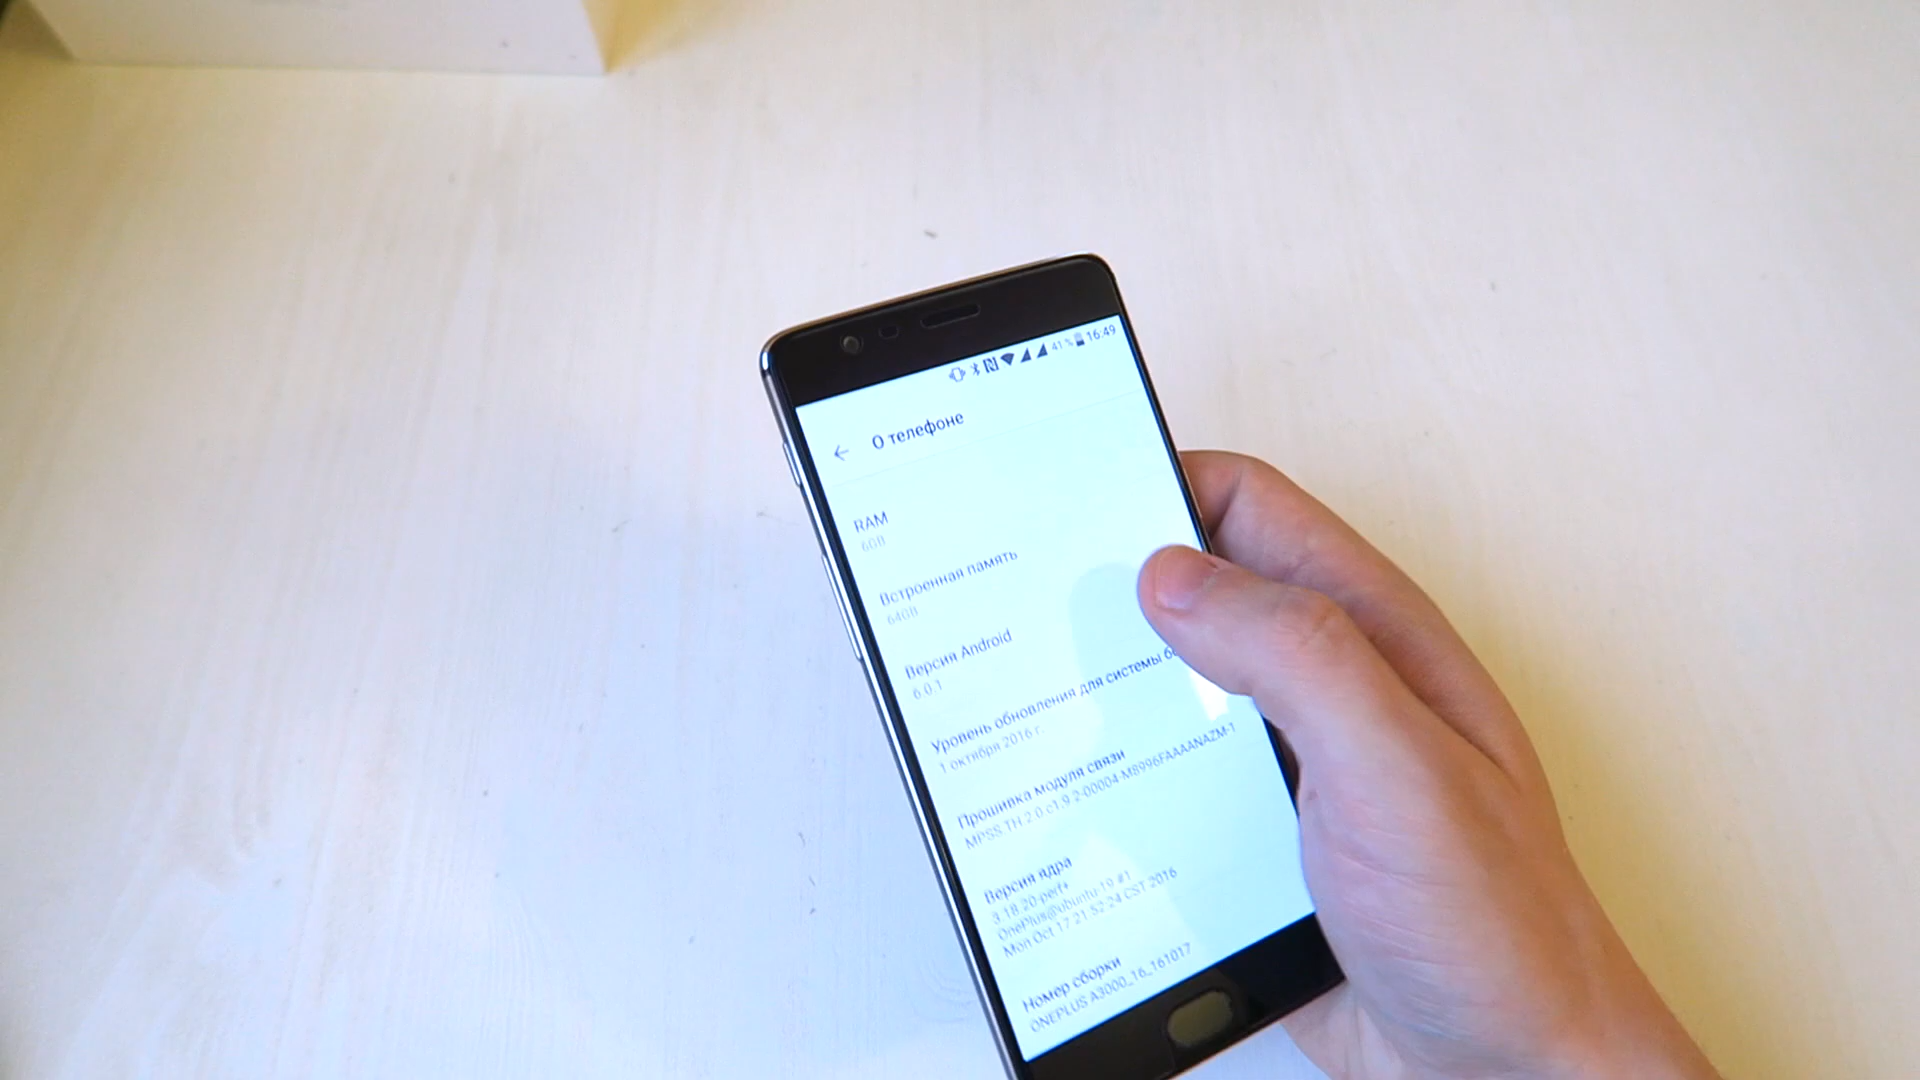 41 % 16:49
О телефоне
RAM
6GB
Встроенная память
64GB
Версия Android
6.0.1
Уровень обновления для системы
1 октября 2016 г.
Прошивка модуля связи
MPSS.TH.2.0.c1.9.2-00004-M8996FAAAANAZM-1
Версия ядра
3.18.20-perf+
OnePlus@ubuntu-19 #1
Mon Oct 17 21:52:24 CST 2016
Номер сборки
ONEPLUS A3000_16_161017